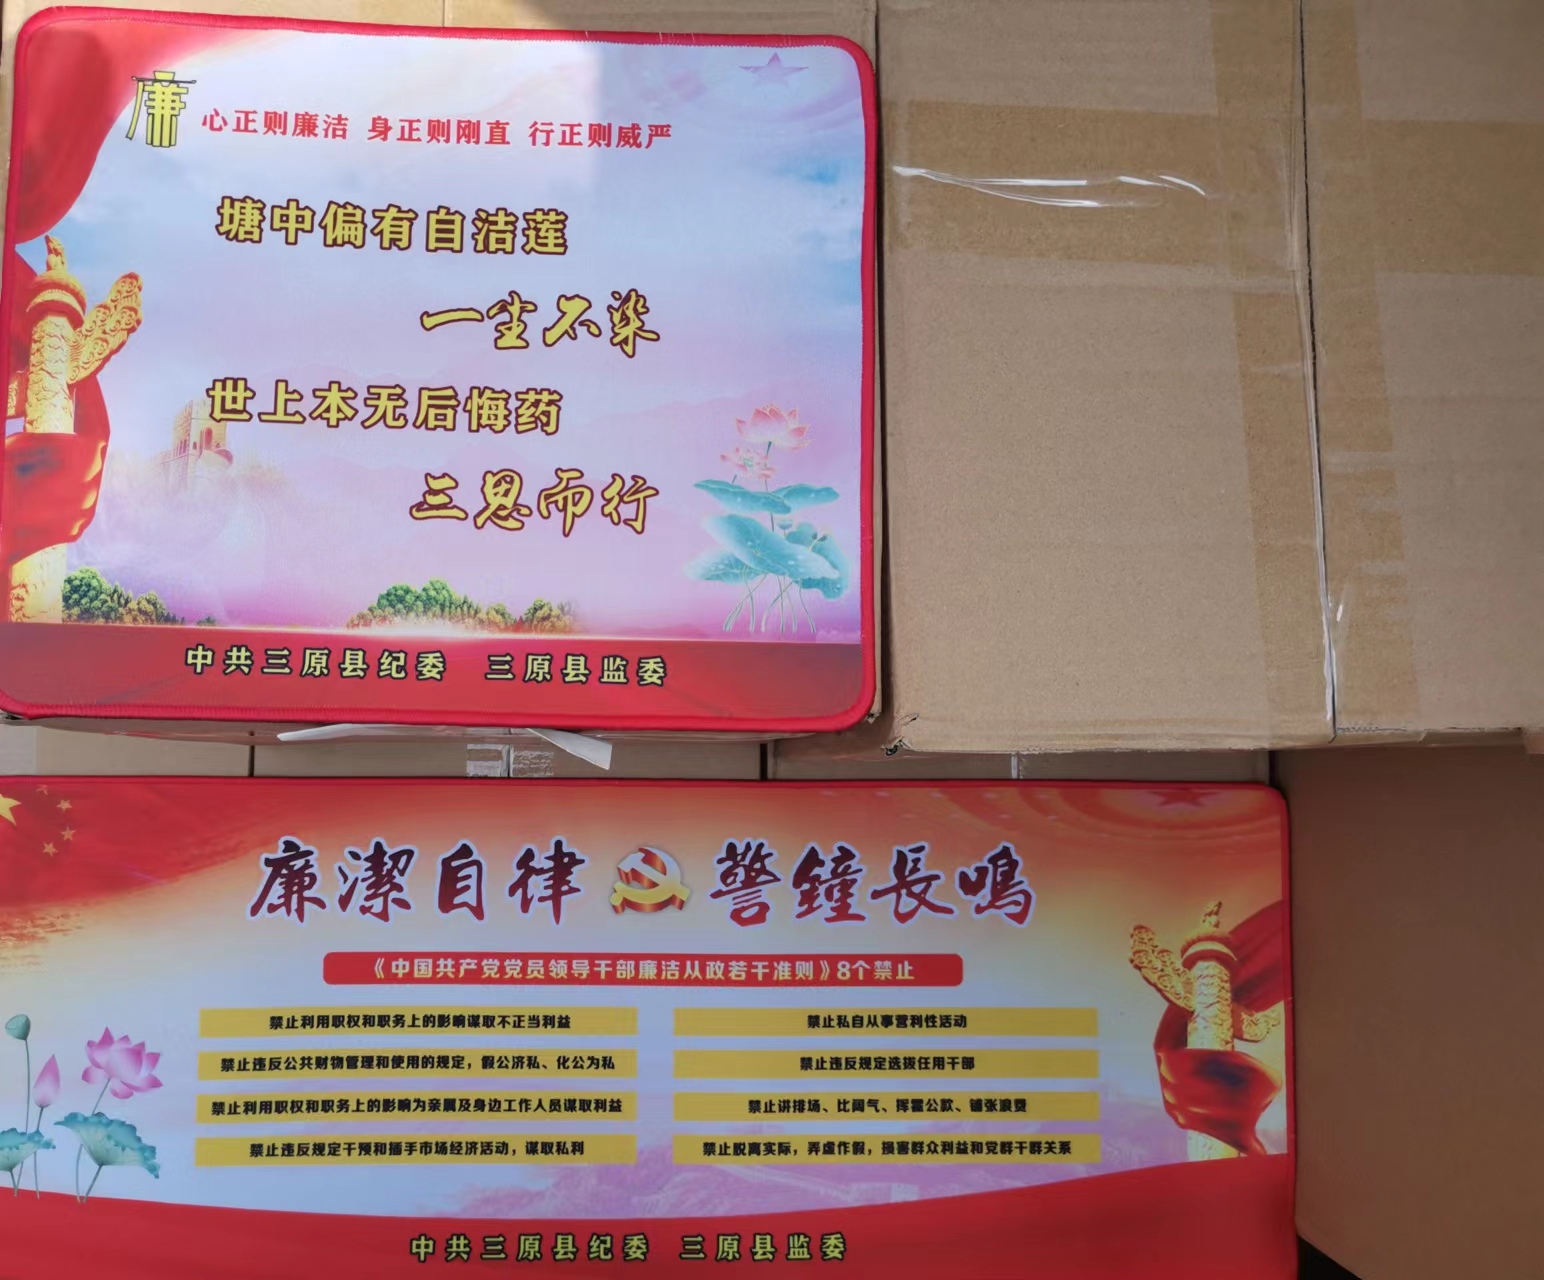 廉
心正则廉洁 身正则刚直 行正则威严
塘中偏有自洁莲
一尘不染
世上本无后悔药
三思而行
中共三原县纪委 三原县监委
廉潔自律 警鐘長鳴
《中国共产党党员领导干部廉洁从政若干准则》8个禁止
禁止利用职权和职务上的影响谋取不正当利益
禁止私自从事营利性活动
禁止违反公共财物管理和使用的规定，假公济私、化公为私
禁止违反规定选拔任用干部
禁止利用职权和职务上的影响为亲属及身边工作人员谋取利益
禁止讲排场、比阔气、挥霍公款、铺张浪费
禁止违反规定干预和插手市场经济活动，谋取私利
禁止脱离实际，弄虚作假，损害群众利益和党群干群关系
中共三原县纪委 三原县监委